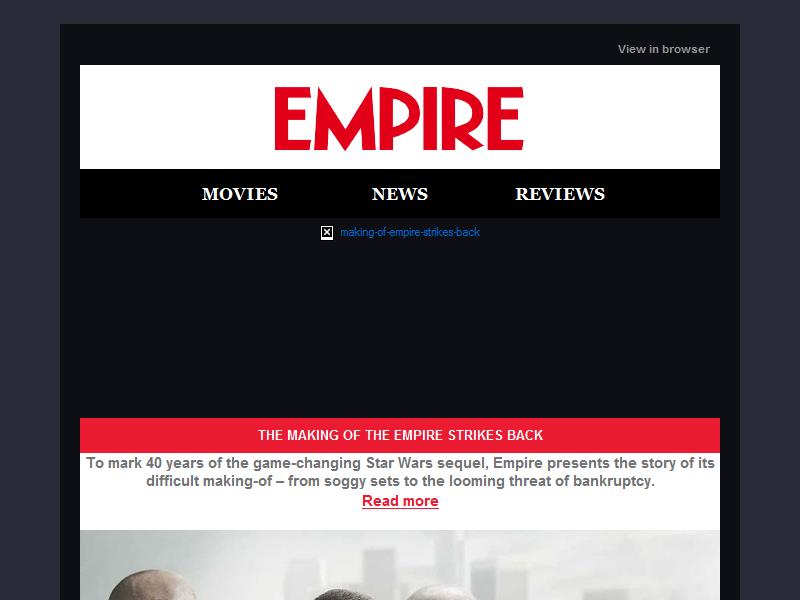 View in browser
EMPIRE
MOVIES NEWS REVIEWS
making-of-empire-strikes-back
THE MAKING OF THE EMPIRE STRIKES BACK
To mark 40 years of the game-changing Star Wars sequel, Empire presents the story of its
difficult making-of – from soggy sets to the looming threat of bankruptcy.
Read more